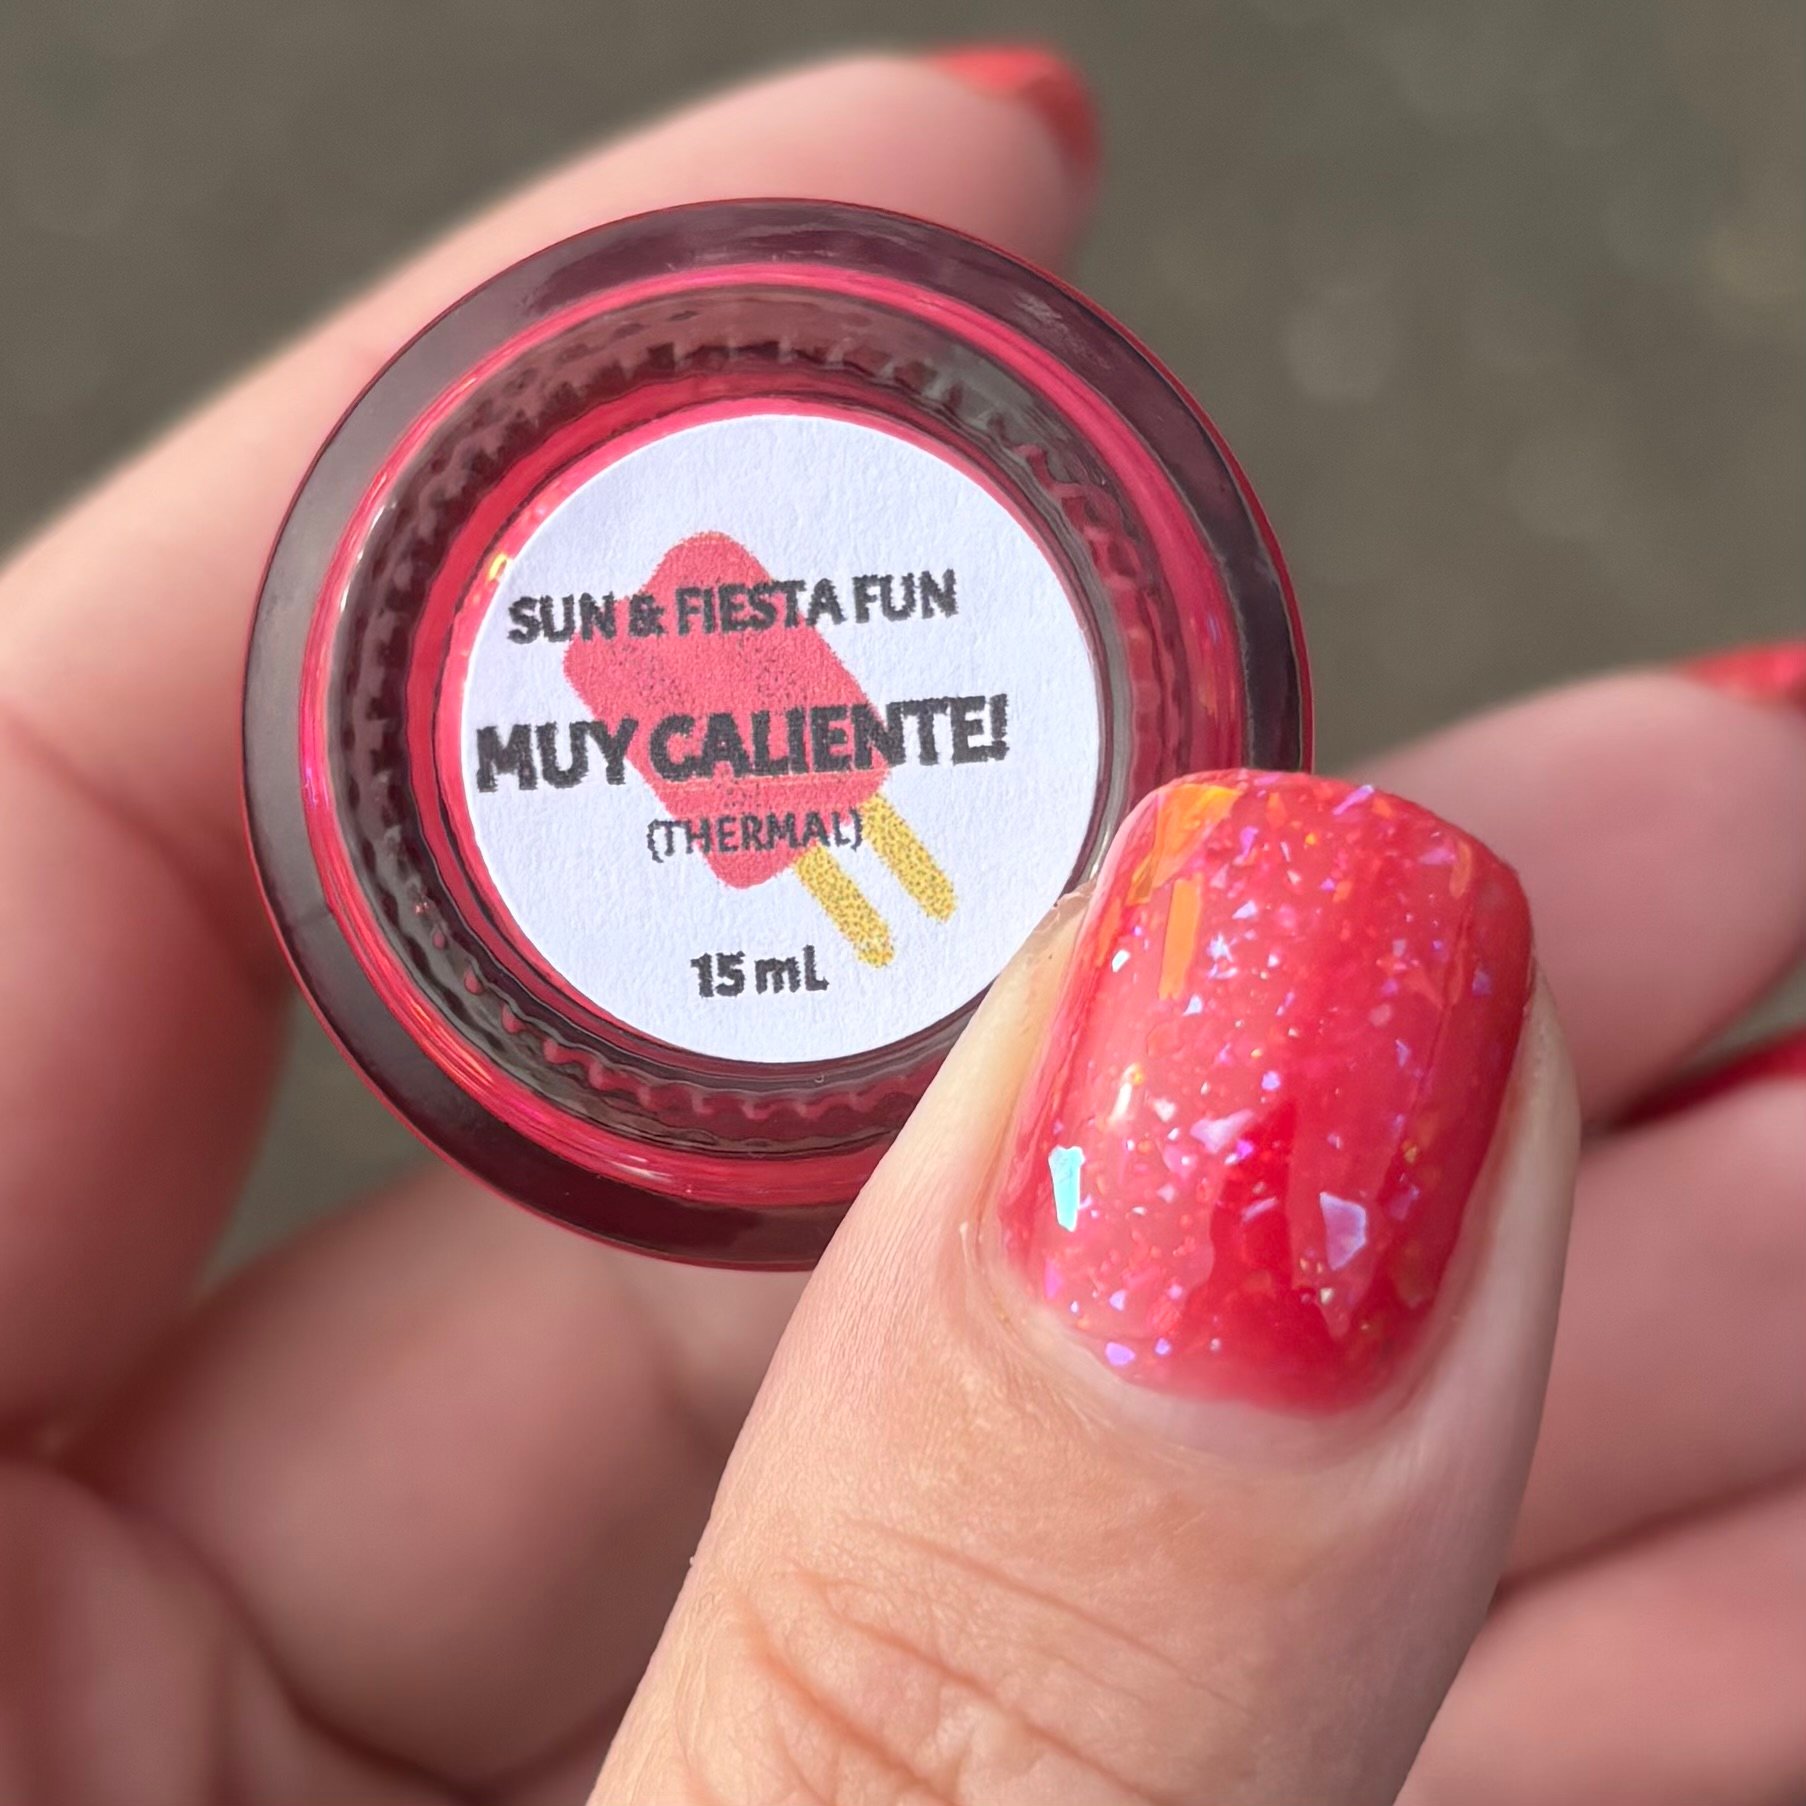 SUN & FIESTA FUN
MUY CALIENTE!
(THERMAL)
15 mL